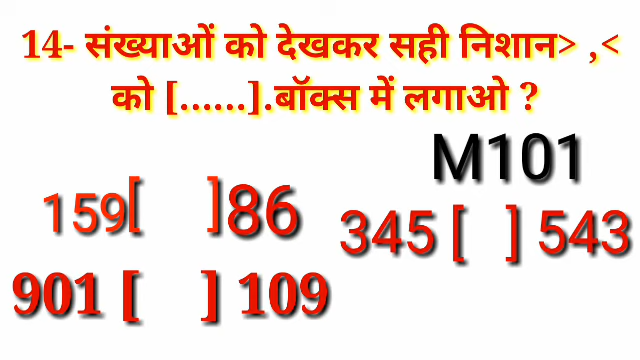 14- संख्याओं को देखकर सही निशान> ,<
को [......].बॉक्स में लगाओ ?
M101
159[ ]86
345 [ ] 543
901 [ ] 109